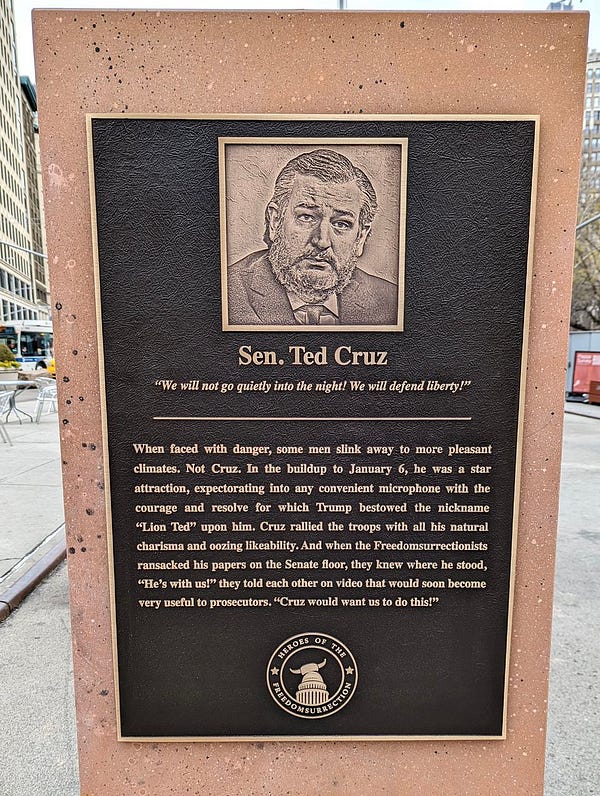 Sen. Ted Cruz
“We will not go quietly into the night! We will defend liberty!”
When faced with danger, some men slink away to more pleasant
climates. Not Cruz. In the buildup to January 6, he was a star
attraction, expectorating into any convenient microphone with the
courage and resolve for which Trump bestowed the nickname
“Lion Ted” upon him. Cruz rallied the troops with all his natural
charisma and oozing likeability. And when the Freedomsurrectionists
ransacked his papers on the Senate floor, they knew where he stood,
“He’s with us!” they told each other on video that would soon become
very useful to prosecutors. “Cruz would want us to do this!”
HEROES OF THE
FREEDOMSURRECTION